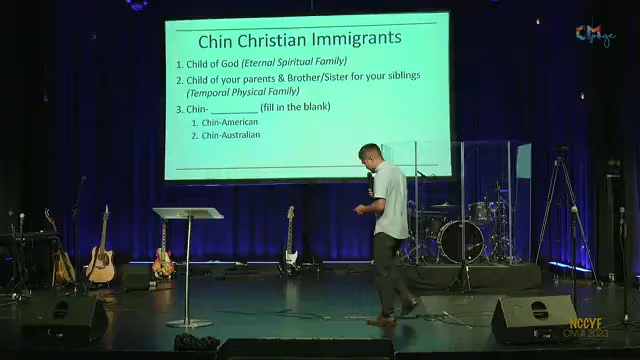 Chin Christian Immigrants
1. Child of God (Eternal Spiritual Family)
2. Child of your parents & Brother/Sister for your siblings
(Temporal Physical Family)
3. Chin- _________ (fill in the blank)
1. Chin-American
2. Chin-Australian
NCCYF